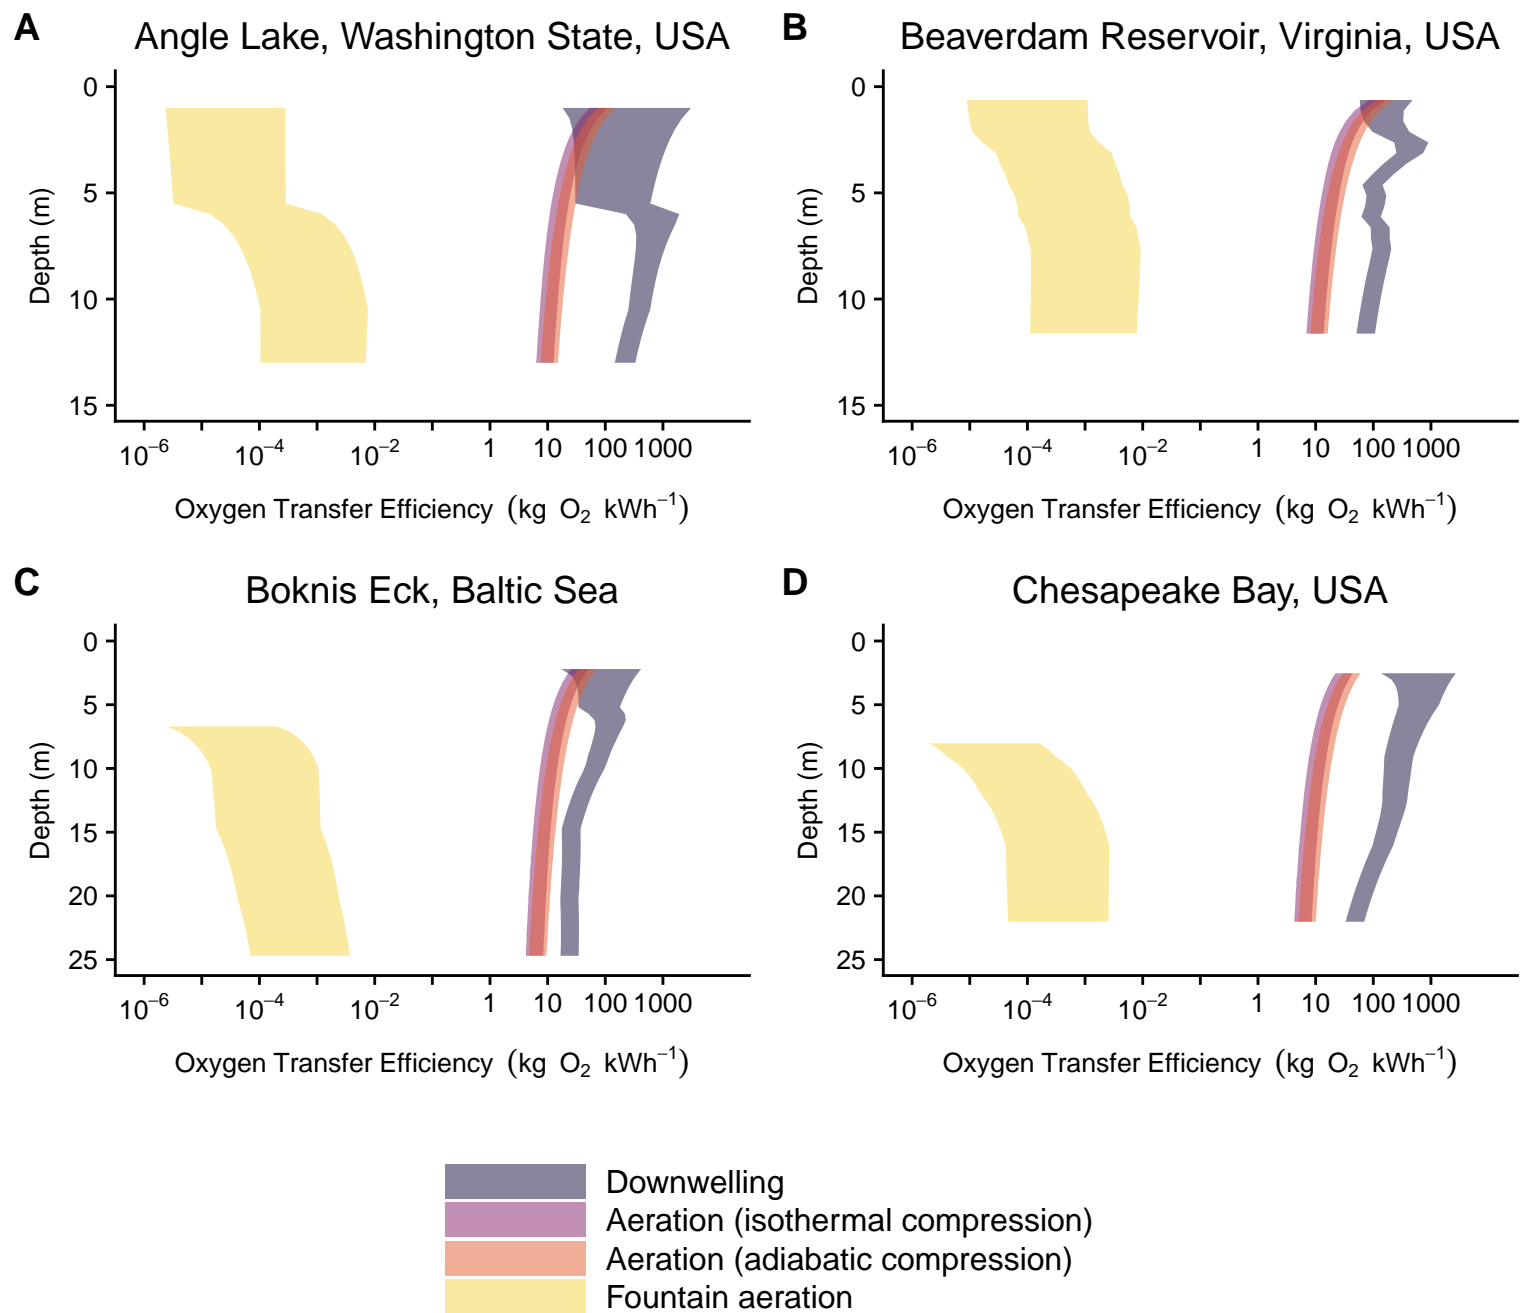 A Angle Lake, Washington State, USA
0
5
10
15
Depth (m)
10⁻⁶ 10⁻⁴ 10⁻² 1 10 100 1000
Oxygen Transfer Efficiency (kg O₂ kWh⁻¹)
B Beaverdam Reservoir, Virginia, USA
0
5
10
15
Depth (m)
10⁻⁶ 10⁻⁴ 10⁻² 1 10 100 1000
Oxygen Transfer Efficiency (kg O₂ kWh⁻¹)
C Boknis Eck, Baltic Sea
0
5
10
15
20
25
Depth (m)
10⁻⁶ 10⁻⁴ 10⁻² 1 10 100 1000
Oxygen Transfer Efficiency (kg O₂ kWh⁻¹)
D Chesapeake Bay, USA
0
5
10
15
20
25
Depth (m)
10⁻⁶ 10⁻⁴ 10⁻² 1 10 100 1000
Oxygen Transfer Efficiency (kg O₂ kWh⁻¹)
Downwelling
Aeration (isothermal compression)
Aeration (adiabatic compression)
Fountain aeration